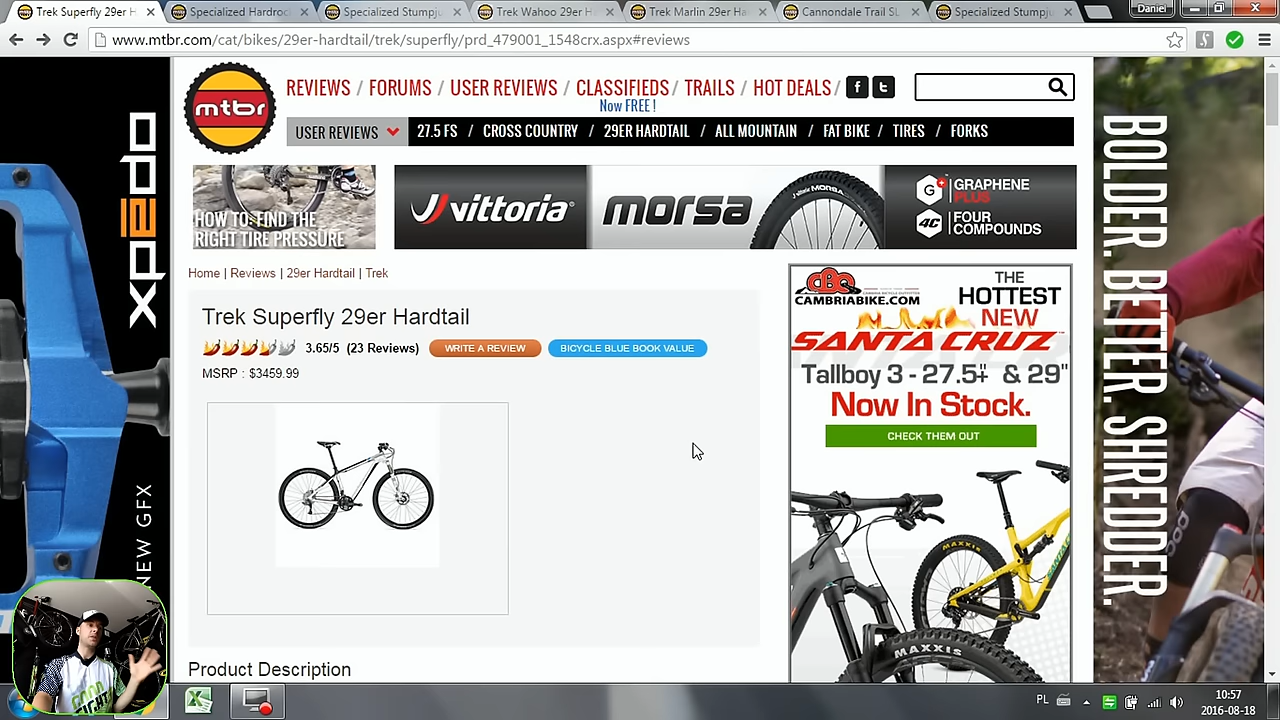 Trek Superfly 29er H
Specialized Hardroc
Specialized Stumpju
Trek Wahoo 29er H
Trek Marlin 29er Ha
Cannondale Trail SL
Specialized Stumpju
Daniel
www.mtbr.com/cat/bikes/29er-hardtail/trek/superfly/prd_479001_1548crx.aspx#reviews
mtbr
REVIEWS / FORUMS / USER REVIEWS / CLASSIFIEDS / TRAILS / HOT DEALS /
Now FREE !
USER REVIEWS
27.5 FS / CROSS COUNTRY / 29ER HARDTAIL / ALL MOUNTAIN / FAT BIKE / TIRES / FORKS
HOW TO FIND THE
RIGHT TIRE PRESSURE
vittoria
morsa
G+ GRAPHENE
PLUS
4C FOUR
COMPOUNDS
Home | Reviews | 29er Hardtail | Trek
Trek Superfly 29er Hardtail
3.65/5 (23 Reviews)
WRITE A REVIEW
BICYCLE BLUE BOOK VALUE
MSRP : $3459.99
Product Description
CBC
CAMBRIABIKE.COM
THE
HOTTEST
NEW
SANTA CRUZ
Tallboy 3 - 27.5+ & 29"
Now In Stock.
CHECK THEM OUT
MAXXIS
MAXXIS
xpedo
NEW GFX
BOLDER. BETTER. SHREDDER.
PL
10:57
2016-08-18